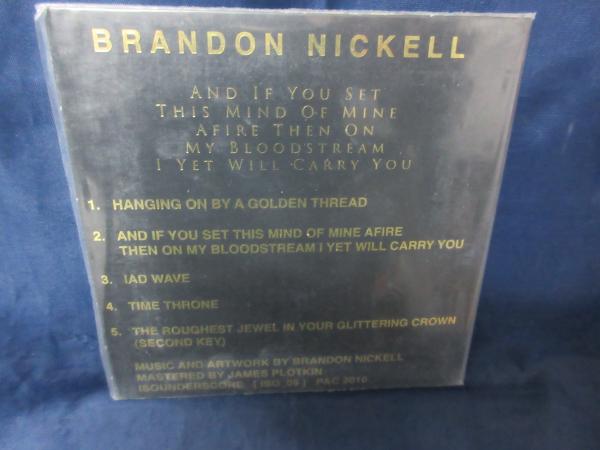 BRANDON NICKELL
AND IF YOU SET
THIS MIND OF MINE
AFIRE THEN ON
MY BLOODSTREAM
I YET WILL CARRY YOU
1. HANGING ON BY A GOLDEN THREAD
2. AND IF YOU SET THIS MIND OF MINE AFIRE
THEN ON MY BLOODSTREAM I YET WILL CARRY YOU
3. IAD WAVE
4. TIME THRONE
5. THE ROUGHEST JEWEL IN YOUR GLITTERING CROWN
(SECOND KEY)
MUSIC AND ARTWORK BY BRANDON NICKELL
MASTERED BY JAMES PLOTKIN
ISOUNDERSCORE [ISO_09] P&C 2010